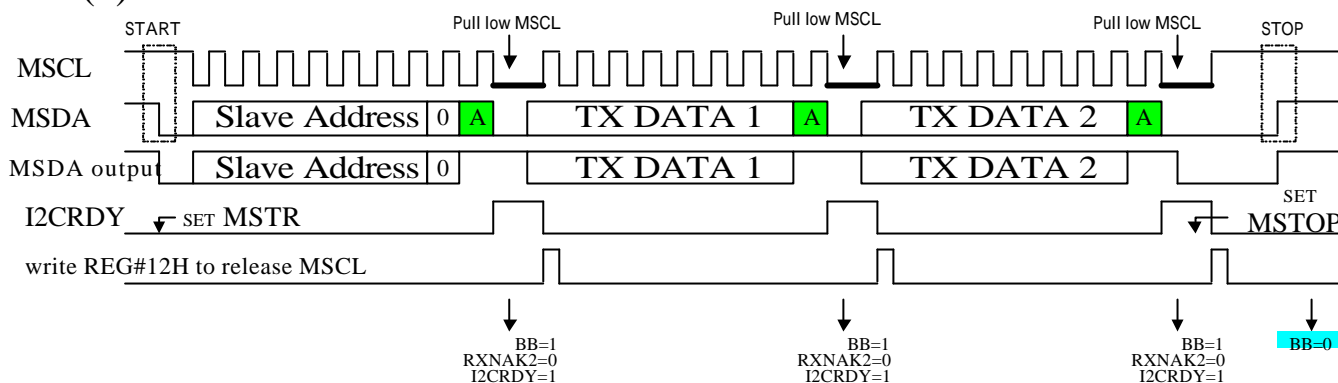 START Pull low MSCL Pull low MSCL Pull low MSCL STOP
MSCL
MSDA Slave Address 0 A TX DATA 1 A TX DATA 2 A
MSDA output Slave Address 0 TX DATA 1 TX DATA 2
I2CRDY SET MSTR SET MSTOP
write REG#12H to release MSCL
BB=1 BB=1 BB=1 BB=0
RXNAK2=0 RXNAK2=0 RXNAK2=0
I2CRDY=1 I2CRDY=1 I2CRDY=1